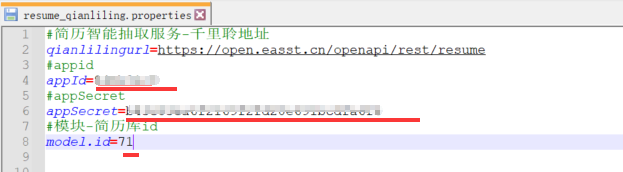 resume_qianliling.properties
1 #简历智能抽取服务-千里聆地址
2 qianlilingurl=https://open.easst.cn/openapi/rest/resume
3 #appid
4 appId=
5 #appSecret
6 appSecret=
7 #模块-简历库id
8 model.id=71
9